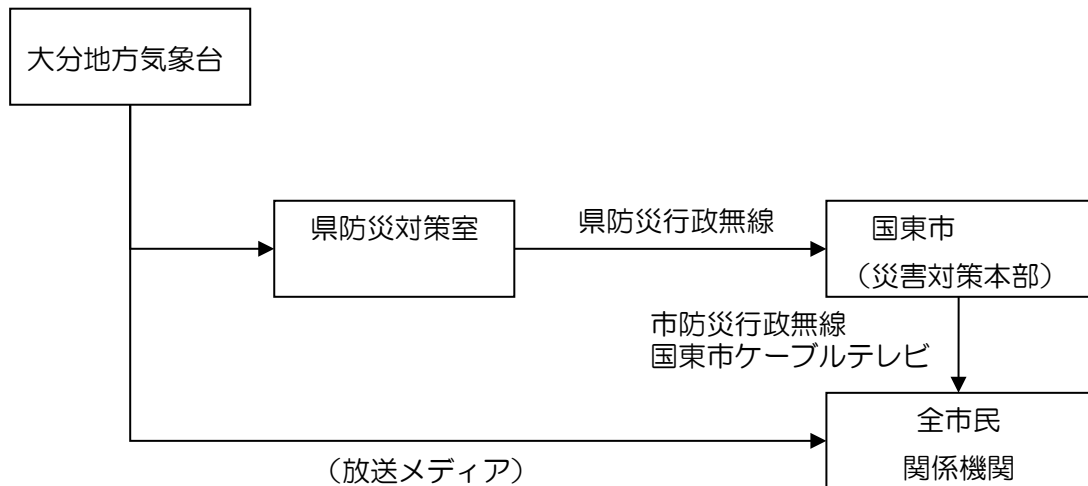 大分地方気象台
県防災対策室
県防災行政無線
国東市
（災害対策本部）
市防災行政無線
国東市ケーブルテレビ
全市民
関係機関
（放送メディア）